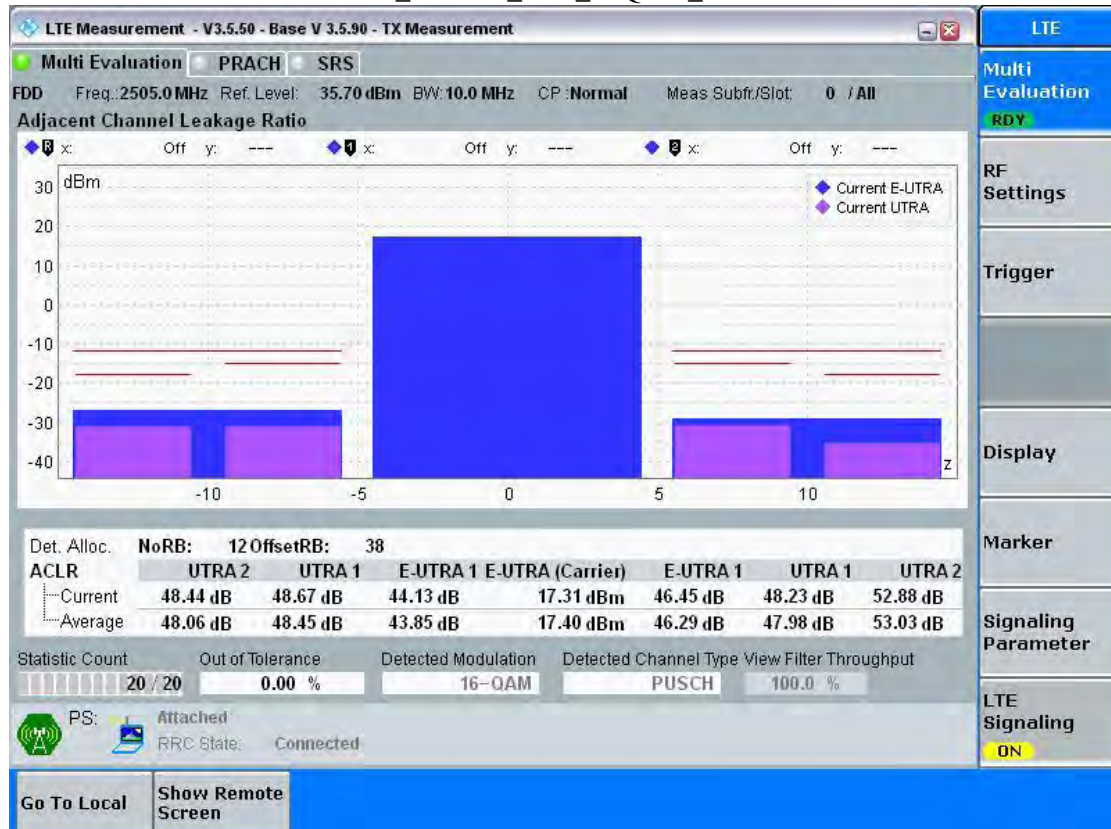 LTE Measurement - V3.5.50 - Base V 3.5.90 - TX Measurement
LTE
Multi Evaluation PRACH SRS
Multi Evaluation
RDY
FDD Freq.:2505.0 MHz Ref. Level: 35.70 dBm BW:10.0 MHz CP :Normal Meas Subfr./Slot: 0 / All
Adjacent Channel Leakage Ratio
R x: Off y: --- 1 x: Off y: --- 2 x: Off y: ---
dBm
Current E-UTRA
Current UTRA
30
20
10
0
-10
-20
-30
-40
z
-10 -5 0 5 10
RF
Settings
Trigger
Display
Marker
Signaling
Parameter
LTE
Signaling
ON
Det. Alloc. NoRB: 12 OffsetRB: 38
ACLR UTRA 2 UTRA 1 E-UTRA 1 E-UTRA (Carrier) E-UTRA 1 UTRA 1 UTRA 2
Current 48.44 dB 48.67 dB 44.13 dB 17.31 dBm 46.45 dB 48.23 dB 52.88 dB
Average 48.06 dB 48.45 dB 43.85 dB 17.40 dBm 46.29 dB 47.98 dB 53.03 dB
Statistic Count Out of Tolerance Detected Modulation Detected Channel Type View Filter Throughput
20 / 20 0.00 % 16-QAM PUSCH 100.0 %
PS: Attached
RRC State: Connected
Go To Local
Show Remote
Screen